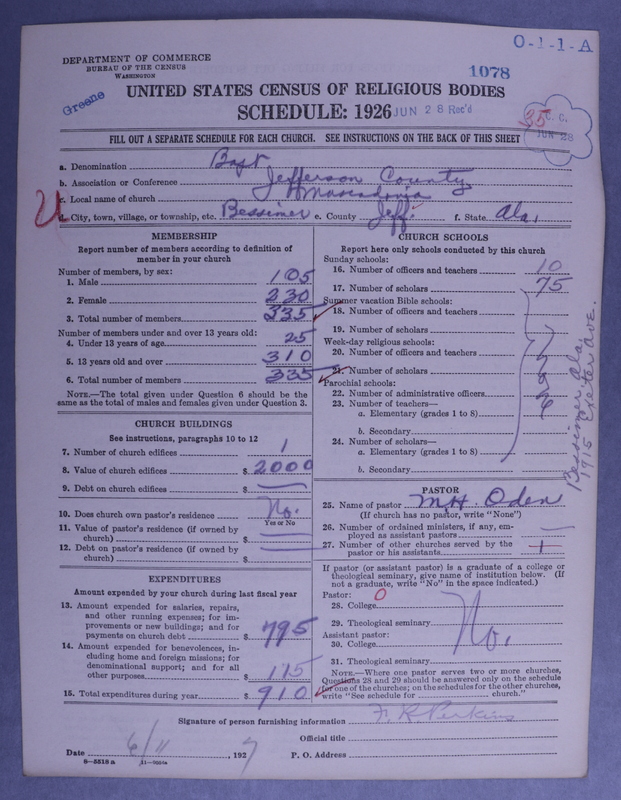 DEPARTMENT OF COMMERCE
BUREAU OF THE CENSUS
WASHINGTON
O-1-1-A
1078
Greene
UNITED STATES CENSUS OF RELIGIOUS BODIES
SCHEDULE: 1926
JUN 28 Rec'd
35
C. C.
JUN 28
FILL OUT A SEPARATE SCHEDULE FOR EACH CHURCH. SEE INSTRUCTIONS ON THE BACK OF THIS SHEET
a. Denomination Bapt
b. Association or Conference Jefferson County
c. Local name of church Macadonia
U
d. City, town, village, or township, etc. Bessimer e. County Jeff. f. State Ala,
MEMBERSHIP
Report number of members according to definition of
member in your church
Number of members, by sex:
1. Male 105
2. Female 230
3. Total number of members 335
Number of members under and over 13 years old:
4. Under 13 years of age 25
5. 13 years old and over 310
6. Total number of members 335
NOTE.—The total given under Question 6 should be
same as the total of males and females given under Question 3.
CHURCH BUILDINGS
See instructions, paragraphs 10 to 12
7. Number of church edifices 1
8. Value of church edifices $ 2000
9. Debt on church edifices $
10. Does church own pastor's residence No.
Yes or No
11. Value of pastor's residence (if owned by
church) $
12. Debt on pastor's residence (if owned by
church) $
EXPENDITURES
Amount expended by your church during last fiscal year
13. Amount expended for salaries, repairs,
and other running expenses; for im-
provements or new buildings; and for
payments on church debt $ 795
14. Amount expended for benevolences, in-
cluding home and foreign missions; for
denominational support; and for all
other purposes $ 115
15. Total expenditures during year $ 910
CHURCH SCHOOLS
Report here only schools conducted by this church
Sunday schools:
16. Number of officers and teachers 10
17. Number of scholars 75
Summer vacation Bible schools:
18. Number of officers and teachers
19. Number of scholars
Week-day religious schools:
20. Number of officers and teachers
21. Number of scholars
Parochial schools:
22. Number of administrative officers
23. Number of teachers—
a. Elementary (grades 1 to 8)
b. Secondary
24. Number of scholars—
a. Elementary (grades 1 to 8)
b. Secondary
Bessimer Ala.
1915 Exeter Ave.
PASTOR
25. Name of pastor M H. Oden
(If church has no pastor, write "None")
26. Number of ordained ministers, if any, em-
ployed as assistant pastors
27. Number of other churches served by the
pastor or his assistants 1
If pastor (or assistant pastor) is a graduate of a college or
theological seminary, give name of institution below. (If
not a graduate, write "No" in the space indicated.)
Pastor: 0
28. College
29. Theological seminary No.
Assistant pastor:
30. College
31. Theological seminary
NOTE.—Where one pastor serves two or more churches,
Questions 28 and 29 should be answered only on the schedule
for one of the churches; on the schedules for the other churches,
write "See schedule for church."
Signature of person furnishing information F. R. Perkins
Official title
Date 6/11, 1927 P. O. Address
8-5518 a